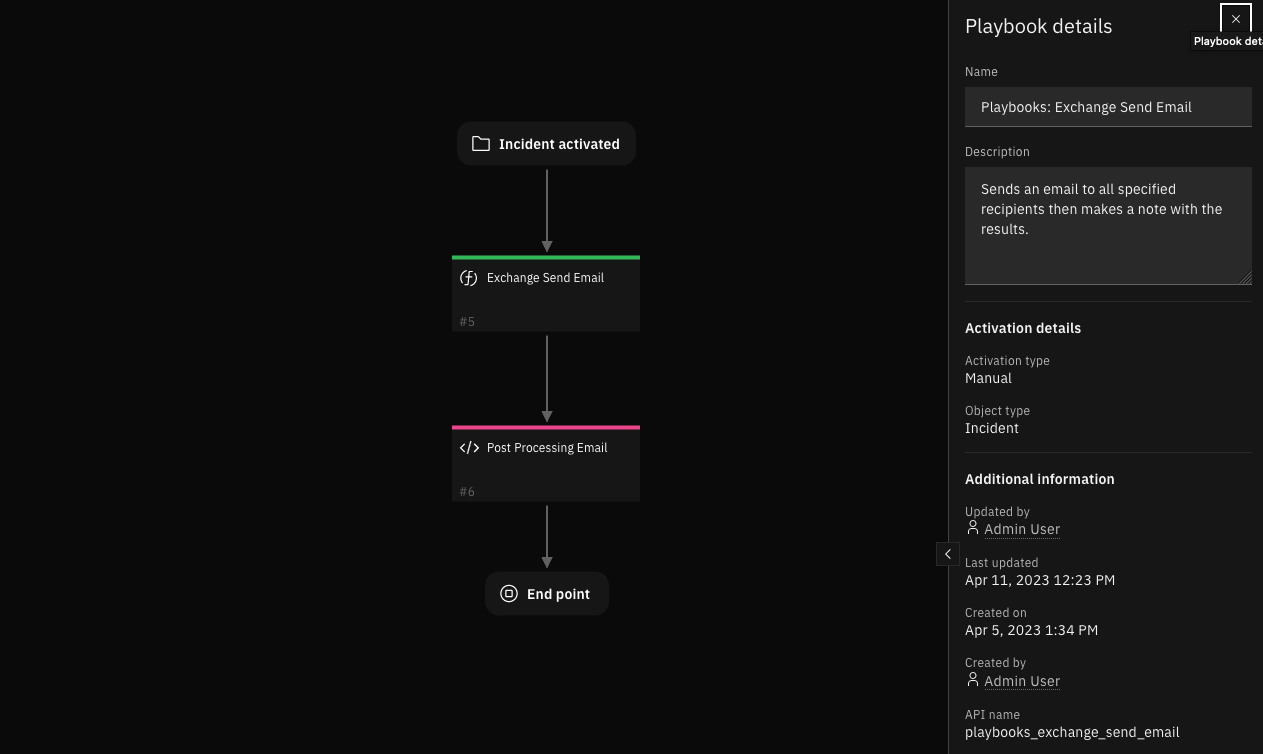 Incident activated
Exchange Send Email
#5
Post Processing Email
#6
End point
Playbook details
Playbook
Name
Playbooks: Exchange Send Email
Description
Sends an email to all specified
recipients then makes a note with the
results.
Activation details
Activation type
Manual
Object type
Incident
Additional information
Updated by
Admin User
Last updated
Apr 11, 2023 12:23 PM
Created on
Apr 5, 2023 1:34 PM
Created by
Admin User
API name
playbooks_exchange_send_email